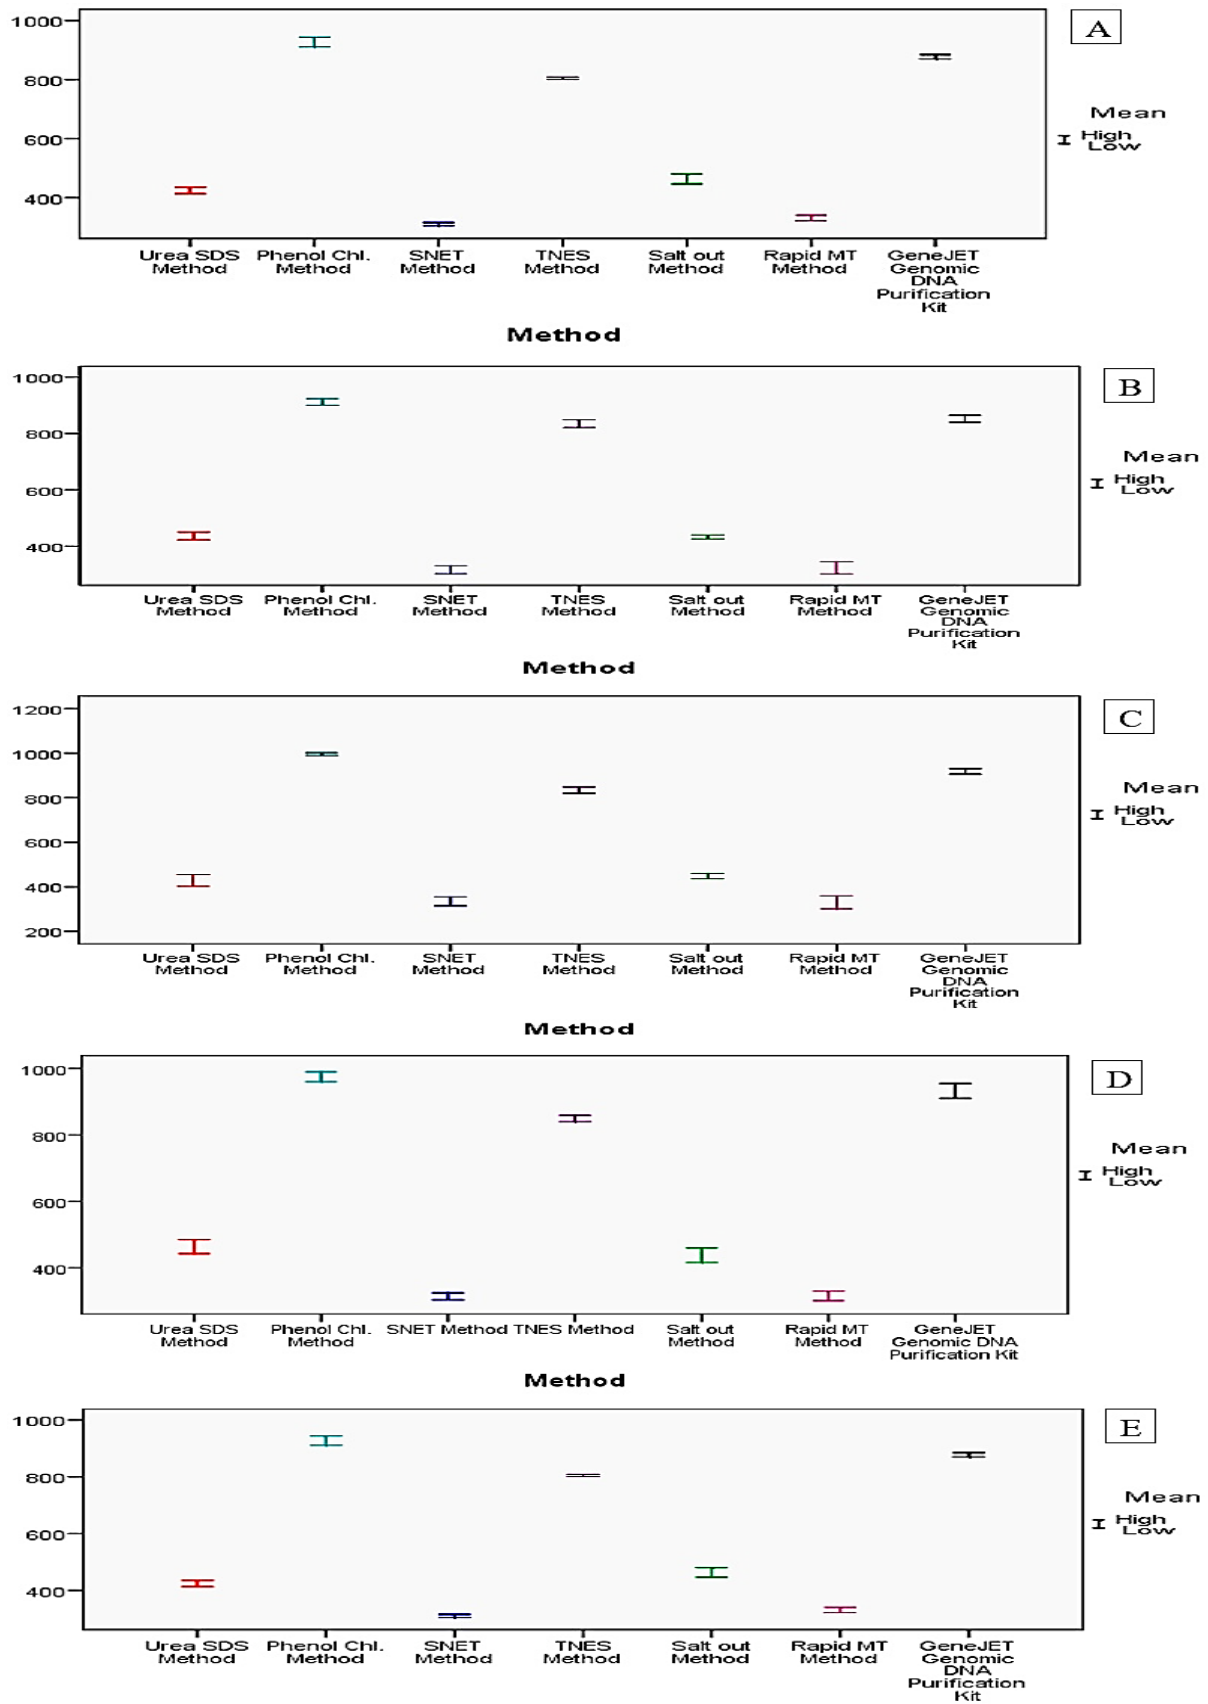 A
1000
800
600
400
Mean
High
Low
Urea SDS Method
Phenol Chl. Method
SNET Method
TNES Method
Salt out Method
Rapid MT Method
GeneJET Genomic DNA Purification Kit
Method
B
1000
800
600
400
Mean
High
Low
Urea SDS Method
Phenol Chl. Method
SNET Method
TNES Method
Salt out Method
Rapid MT Method
GeneJET Genomic DNA Purification Kit
Method
C
1200
1000
800
600
400
200
Mean
High
Low
Urea SDS Method
Phenol Chl. Method
SNET Method
TNES Method
Salt out Method
Rapid MT Method
GeneJET Genomic DNA Purification Kit
Method
D
1000
800
600
400
Mean
High
Low
Urea SDS Method
Phenol Chl. Method
SNET Method
TNES Method
Salt out Method
Rapid MT Method
GeneJET Genomic DNA Purification Kit
Method
E
1000
800
600
400
Mean
High
Low
Urea SDS Method
Phenol Chl. Method
SNET Method
TNES Method
Salt out Method
Rapid MT Method
GeneJET Genomic DNA Purification Kit